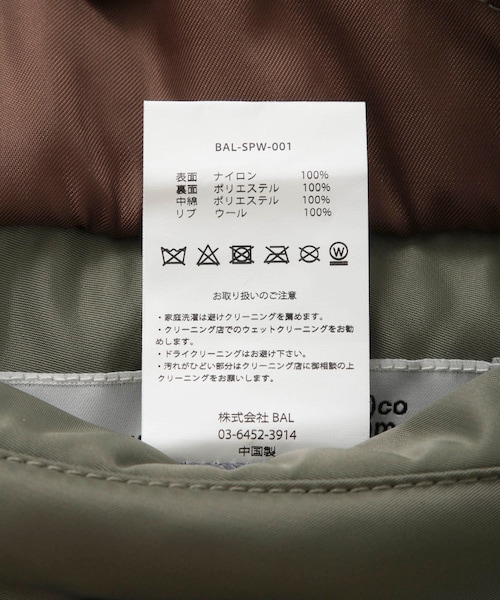 BAL-SPW-001
表面 ナイロン 100%
裏面 ポリエステル 100%
中綿 ポリエステル 100%
リブ ウール 100%
W
お取り扱いのご注意
・家庭洗濯は避けクリーニングを薦めます。
・クリーニング店でのウェットクリーニングをお勧
めします。
・ドライクリーニングはお避け下さい。
・汚れがひどい部分はクリーニング店に御相談の上
クリーニングをお願します。
株式会社 BAL
03-6452-3914
中国製
co